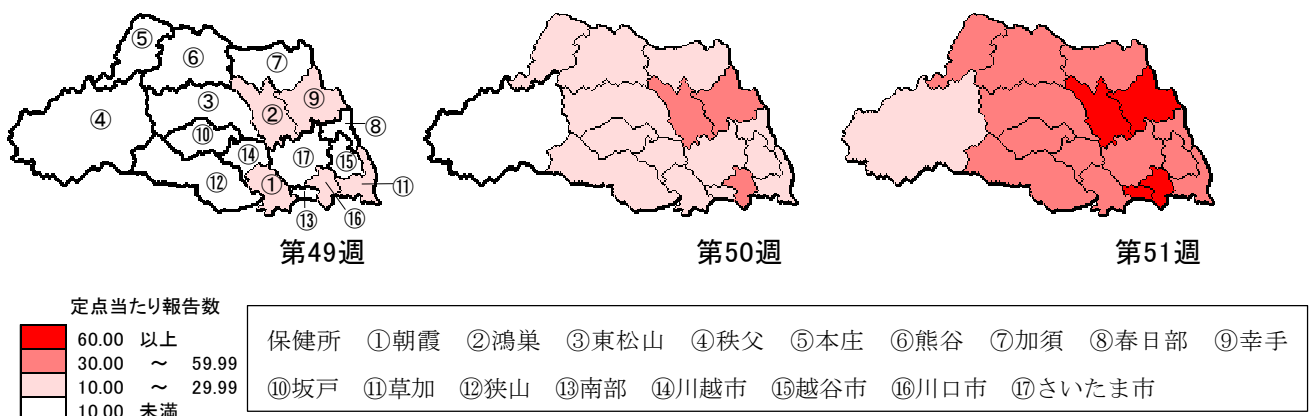 ⑤
⑥
⑦
④
③
②
⑨
⑧
⑩
⑭
⑰
⑮
⑫
①
⑪
⑬
⑯
第49週
第50週
第51週
定点当たり報告数
60.00 以上
30.00 ～ 59.99
10.00 ～ 29.99
10.00 未満
保健所 ①朝霞 ②鴻巣 ③東松山 ④秩父 ⑤本庄 ⑥熊谷 ⑦加須 ⑧春日部 ⑨幸手
⑩坂戸 ⑪草加 ⑫狭山 ⑬南部 ⑭川越市 ⑮越谷市 ⑯川口市 ⑰さいたま市